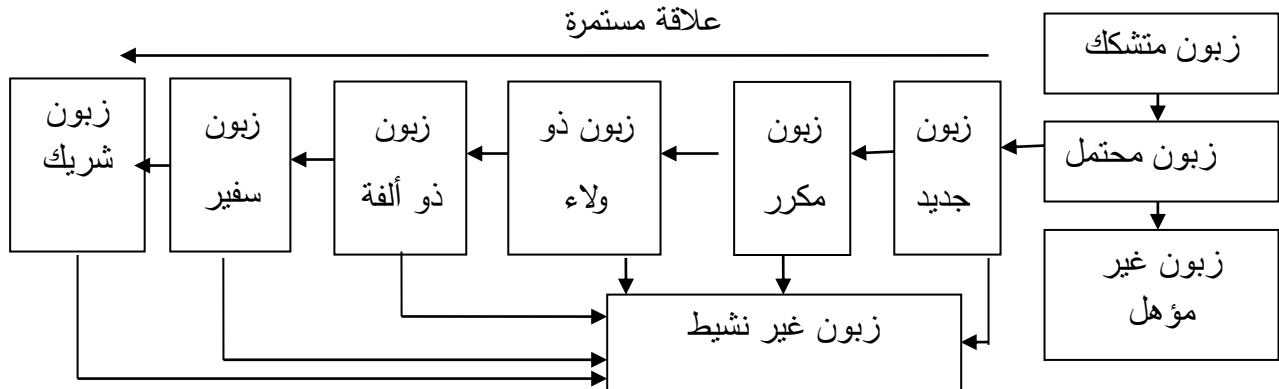 علاقة مستمرة
زبون متشكك
زبون محتمل
زبون غير
مؤهل
زبون
جديد
زبون
مكرر
زبون ذو
ولاء
زبون
ذو ألفة
زبون
سفير
زبون
شريك
زبون غير نشيط